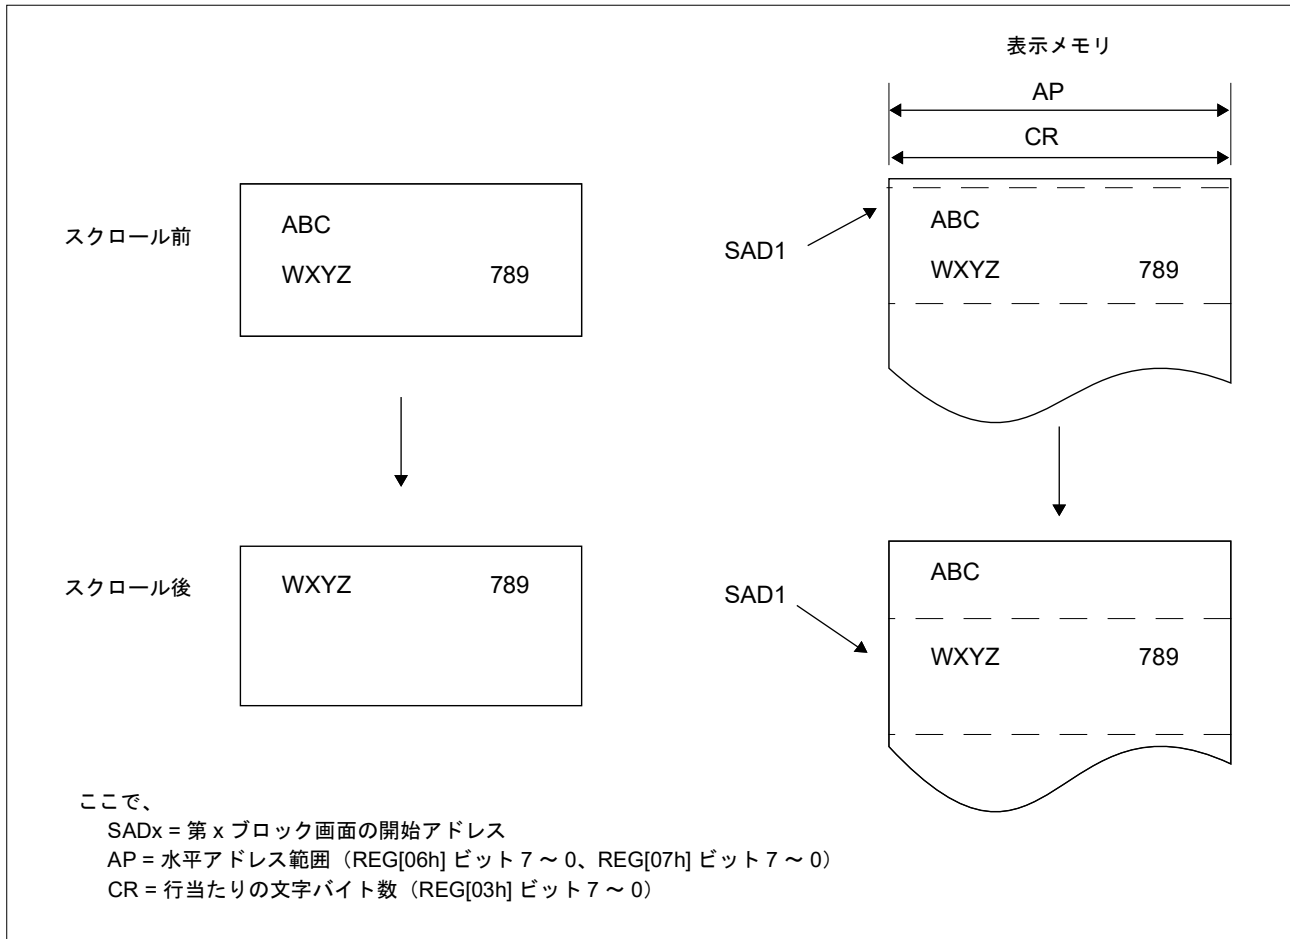 表示メモリ
AP
CR
スクロール前
ABC
WXYZ 789
SAD1
ABC
WXYZ 789
スクロール後
WXYZ 789
SAD1
ABC
WXYZ 789
ここで、
SADx = 第 x ブロック画面の開始アドレス
AP = 水平アドレス範囲（REG[06h] ビット 7 ～ 0、REG[07h] ビット 7 ～ 0）
CR = 行当たりの文字バイト数（REG[03h] ビット 7 ～ 0）